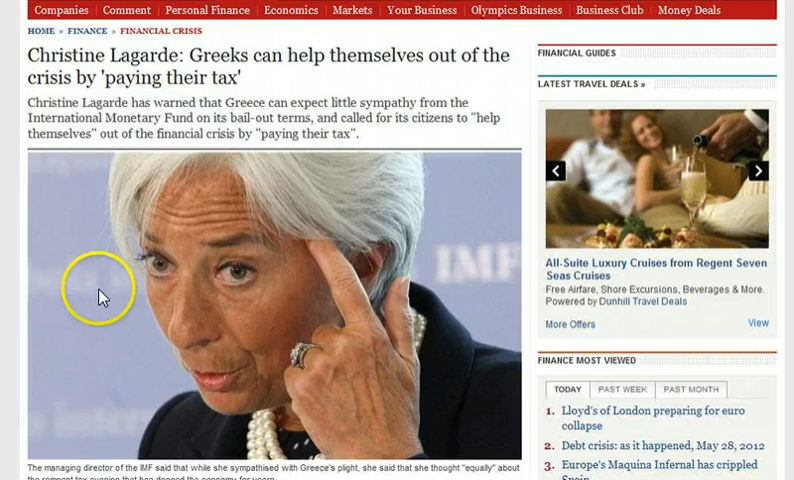 Companies Comment Personal Finance Economics Markets Your Business Olympics Business Business Club Money Deals
HOME » FINANCE » FINANCIAL CRISIS
Christine Lagarde: Greeks can help themselves out of the
crisis by 'paying their tax'
Christine Lagarde has warned that Greece can expect little sympathy from the
International Monetary Fund on its bail-out terms, and called for its citizens to "help
themselves" out of the financial crisis by "paying their tax".
IMF
The managing director of the IMF said that while she sympathised with Greece's plight, she said that she thought "equally" about
FINANCIAL GUIDES
LATEST TRAVEL DEALS »
All-Suite Luxury Cruises from Regent Seven
Seas Cruises
Free Airfare, Shore Excursions, Beverages & More.
Powered by Dunhill Travel Deals
More Offers View
FINANCE MOST VIEWED
TODAY PAST WEEK PAST MONTH
1. Lloyd's of London preparing for euro
collapse
2. Debt crisis: as it happened, May 28, 2012
3. Europe's Maquina Infernal has crippled